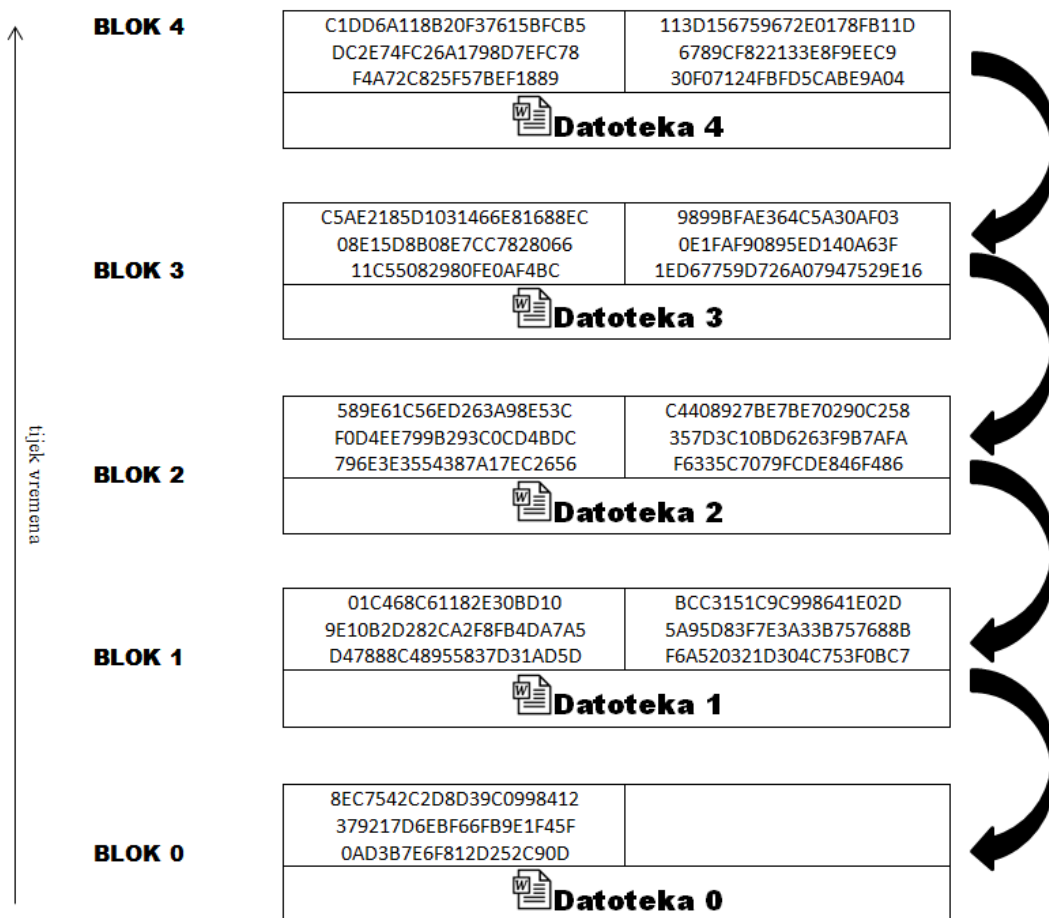 BLOK 4
C1DD6A118B20F37615BFCB5
DC2E74FC26A1798D7EFC78
F4A72C825F57BEF1889
113D156759672E0178FB11D
6789CF822133E8F9EEC9
30F07124FBFD5CABE9A04
Datoteka 4
BLOK 3
C5AE2185D1031466E81688EC
08E15D8B08E7CC7828066
11C55082980FE0AF4BC
9899BFAE364C5A30AF03
0E1FAF90895ED140A63F
1ED67759D726A07947529E16
Datoteka 3
BLOK 2
589E61C56ED263A98E53C
F0D4EE799B293C0CD4BDC
796E3E3554387A17EC2656
C4408927BE7BE70290C258
357D3C10BD6263F9B7AFA
F6335C7079FCDE846F486
Datoteka 2
tijek vremena
BLOK 1
01C468C61182E30BD10
9E10B2D282CA2F8FB4DA7A5
D47888C48955837D31AD5D
BCC3151C9C998641E02D
5A95D83F7E3A33B757688B
F6A520321D304C753F0BC7
Datoteka 1
BLOK 0
8EC7542C2D8D39C0998412
379217D6EBF66FB9E1F45F
0AD3B7E6F812D252C90D
Datoteka 0